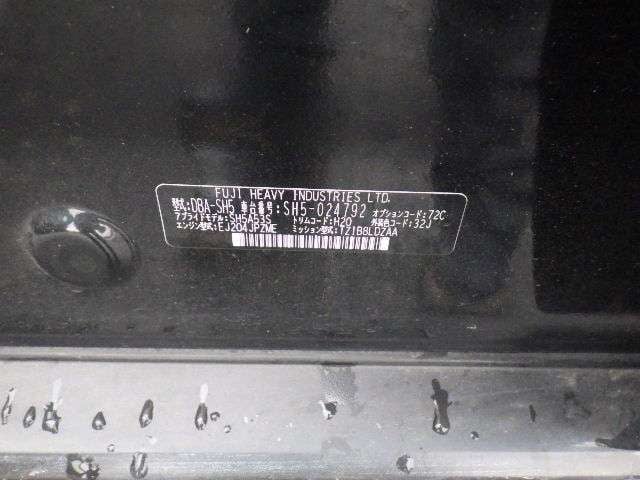 FUJI HEAVY INDUSTRIES LTD.
型式:DBA-SH5 車台番号:SH5-024792 オプションコード:72C
アプライドモデル:SH5A53S トリムコード:H20 外装色コード:32J
エンジン型式:EJ204JPZME ミッション型式:TZ1B8LDZAA